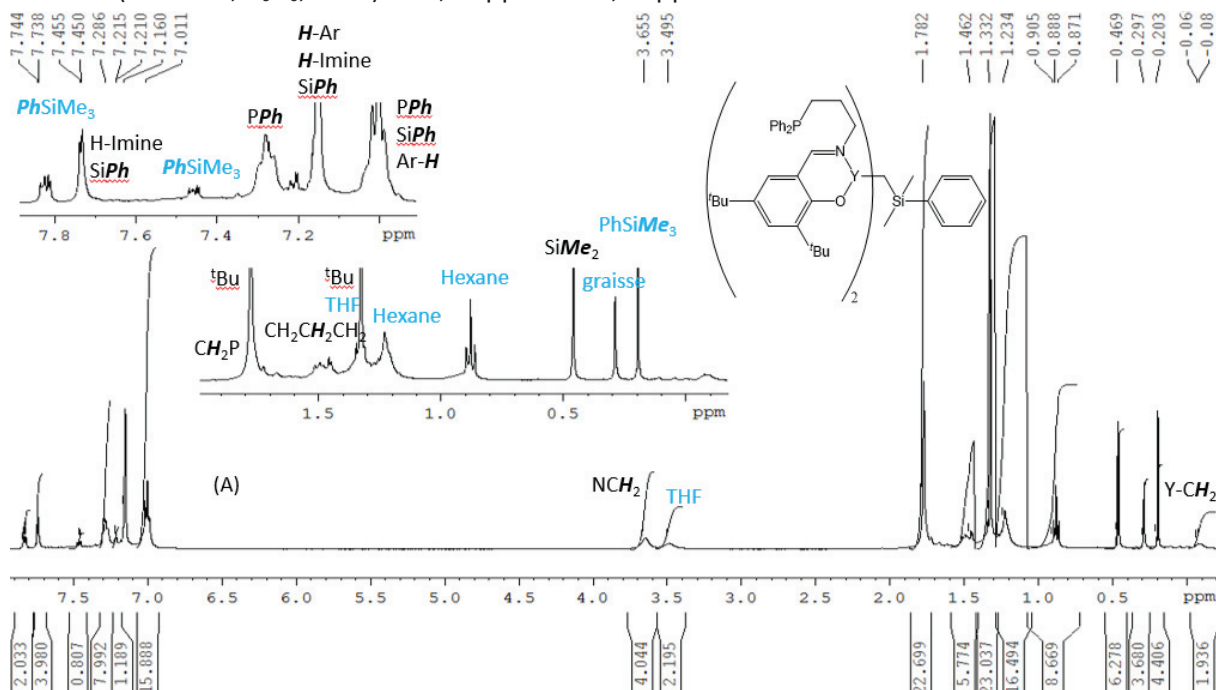 7.744
7.738
7.455
7.450
7.286
7.215
7.210
7.160
7.011
3.655
3.495
1.782
1.462
1.332
1.234
0.905
0.888
0.871
0.469
0.297
0.203
-0.06
-0.08
H-Ar
H-Imine
SiPh
PhSiMe3
H-Imine
SiPh
PhSiMe3
PPh
PPh
SiPh
Ar-H
7.8 7.6 7.4 7.2 ppm
Ph2P
N
Y
O
Si
tBu
tBu
2
tBu
CH2P
CH2CH2CH2
tBu
THF
Hexane
Hexane
SiMe2
graisse
PhSiMe3
1.5 1.0 0.5 ppm
(A)
NCH2
THF
Y-CH2
7.5 7.0 6.5 6.0 5.5 5.0 4.5 4.0 3.5 3.0 2.5 2.0 1.5 1.0 0.5 ppm
2.033
3.980
0.807
7.992
1.189
15.888
4.044
2.195
22.699
5.774
23.037
16.494
8.669
6.278
3.680
4.406
1.936